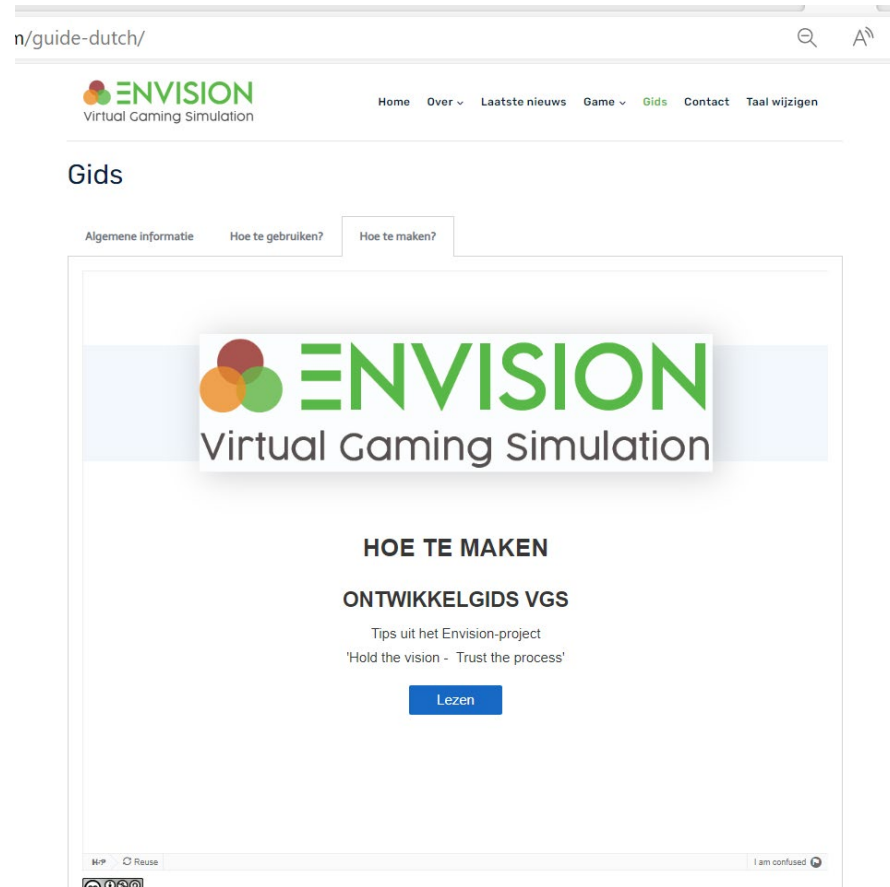 n/guide-dutch/
ENVISION
Virtual Gaming Simulation
Home Over Laatste nieuws Game Gids Contact Taal wijzigen
Gids
Algemene informatie Hoe te gebruiken? Hoe te maken?
ENVISION
Virtual Gaming Simulation
HOE TE MAKEN
ONTWIKKELGIDS VGS
Tips uit het Envision-project
'Hold the vision - Trust the process'
Lezen
H5P Reuse I am confused